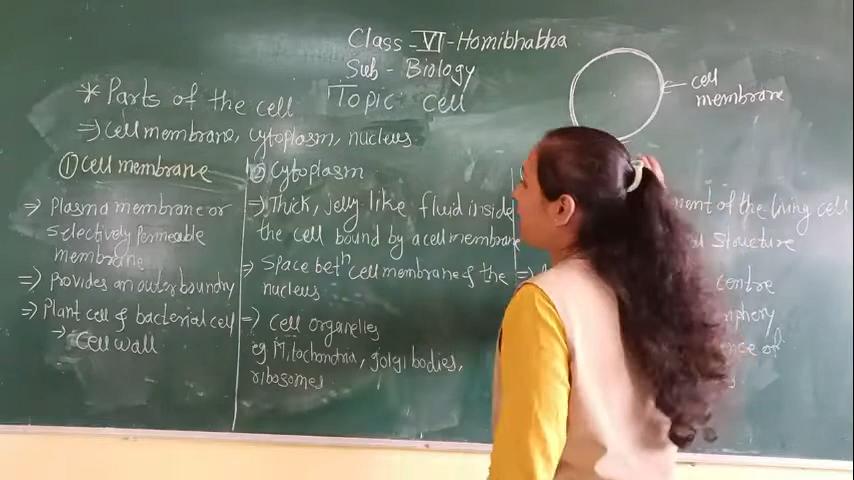 Class - VI - Homibhabha
Sub - Biology
Topic: cell
* Parts of the cell
⇒ cell membrane, cytoplasm, nucleus
① Cell membrane
⇒ Plasma membrane or
selectively permeable
membrane
⇒ provides an outer boundry
⇒ Plant cell & bacterial cell
→ Cell wall
② Cytoplasm
⇒ Thick, jelly like fluid inside
the cell bound by a cell membrane
⇒ Space betn cell membrane & the
nucleus
⇒ cell organelles
eg Mitochondria, golgi bodies,
ribosomes
cell
membrane
of the living cell
structure
centre